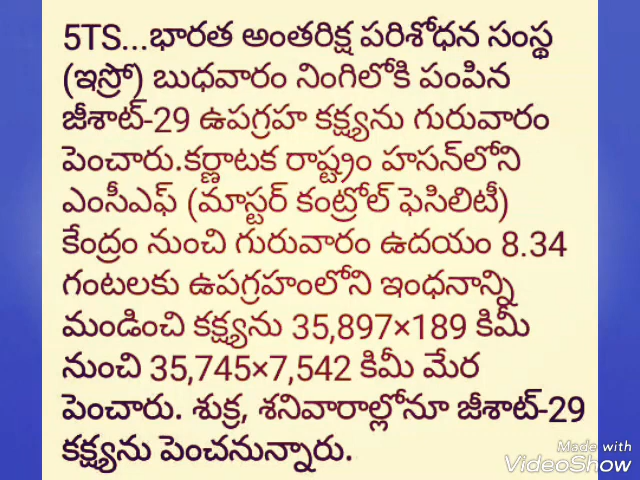 5TS...భారత అంతరిక్ష పరిశోధన సంస్థ
(ఇస్రో) బుధవారం నింగిలోకి పంపిన
జీశాట్-29 ఉపగ్రహ కక్ష్యను గురువారం
పెంచారు.కర్ణాటక రాష్ట్రం హసన్‌లోని
ఎంసీఎఫ్ (మాస్టర్ కంట్రోల్ ఫెసిలిటీ)
కేంద్రం నుంచి గురువారం ఉదయం 8.34
గంటలకు ఉపగ్రహంలోని ఇంధనాన్ని
మండించి కక్ష్యను 35,897×189 కిమీ
నుంచి 35,745×7,542 కిమీ మేర
పెంచారు. శుక్ర, శనివారాల్లోనూ జీశాట్-29
కక్ష్యను పెంచనున్నారు.
Made with
VideoShow